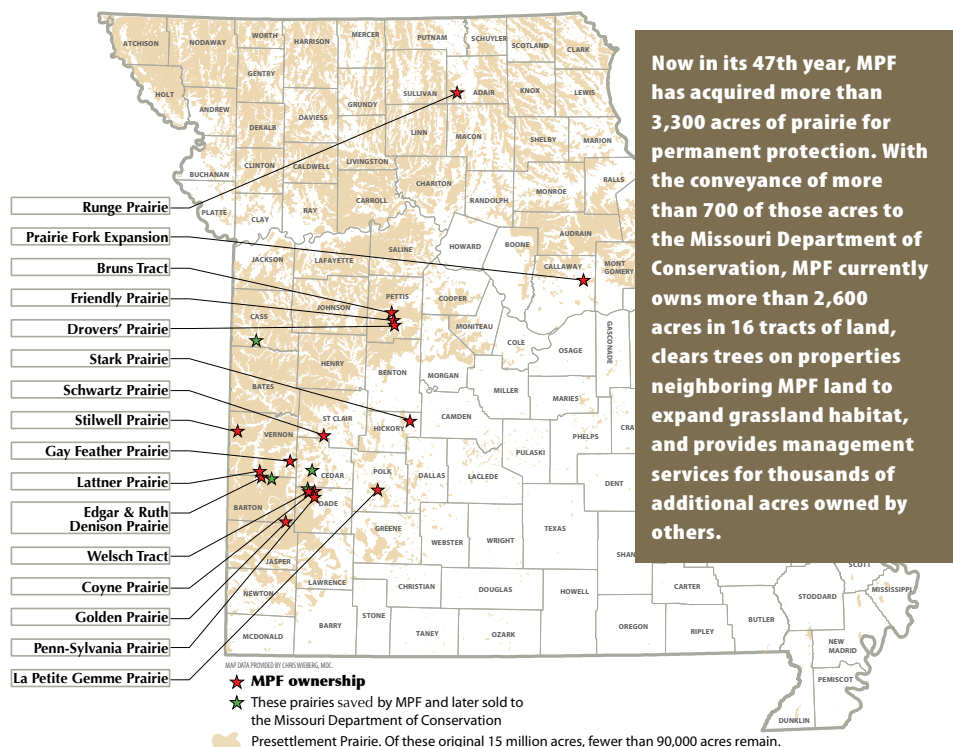 WORTH
MERCER
PUTNAM
SCHUYLER
ATCHISON
NODAWAY
HARRISON
SCOTLAND
CLARK
GENTRY
HOLT
SULLIVAN
ADAIR
KNOX
LEWIS
ANDREW
GRUNDY
DAVIESS
DEKALB
LINN
MACON
SHELBY
MARION
CLINTON
CALDWELL
LIVINGSTON
BUCHANAN
CHARITON
RALLS
MONROE
CARROLL
RANDOLPH
PLATTE
CLAY
RAY
AUDRAIN
SALINE
HOWARD
BOONE
JACKSON
LAFAYETTE
CALLAWAY
MONT
GOMERY
PETTIS
COOPER
JOHNSON
CASS
MONITEAU
COLE
OSAGE
GASCONADE
HENRY
BENTON
MORGAN
BATES
MILLER
MARIES
ST CLAIR
CAMDEN
HICKORY
VERNON
PHELPS
CRA
PULASKI
CEDAR
POLK
DALLAS
LACLEDE
DENT
BARTON
DADE
GREENE
TEXAS
WEBSTER
WRIGHT
SHAN
JASPER
LAWRENCE
CHRISTIAN
DOUGLAS
HOWELL
CARTER
SCOTT
MISSISSIPPI
STODDARD
NEWTON
STONE
BUTLER
BARRY
OREGON
RIPLEY
MCDONALD
TANEY
OZARK
NEW
MADRID
PEMISCOT
DUNKLIN
Runge Prairie
Prairie Fork Expansion
Bruns Tract
Friendly Prairie
Drovers’ Prairie
Stark Prairie
Schwartz Prairie
Stilwell Prairie
Gay Feather Prairie
Lattner Prairie
Edgar & Ruth
Denison Prairie
Welsch Tract
Coyne Prairie
Golden Prairie
Penn-Sylvania Prairie
La Petite Gemme Prairie
Now in its 47th year, MPF
has acquired more than
3,300 acres of prairie for
permanent protection. With
the conveyance of more
than 700 of those acres to
the Missouri Department of
Conservation, MPF currently
owns more than 2,600
acres in 16 tracts of land,
clears trees on properties
neighboring MPF land to
expand grassland habitat,
and provides management
services for thousands of
additional acres owned by
others.
MAP DATA PROVIDED BY CHRIS WIEBERG, MDC.
MPF ownership
These prairies saved by MPF and later sold to
the Missouri Department of Conservation
Presettlement Prairie. Of these original 15 million acres, fewer than 90,000 acres remain.